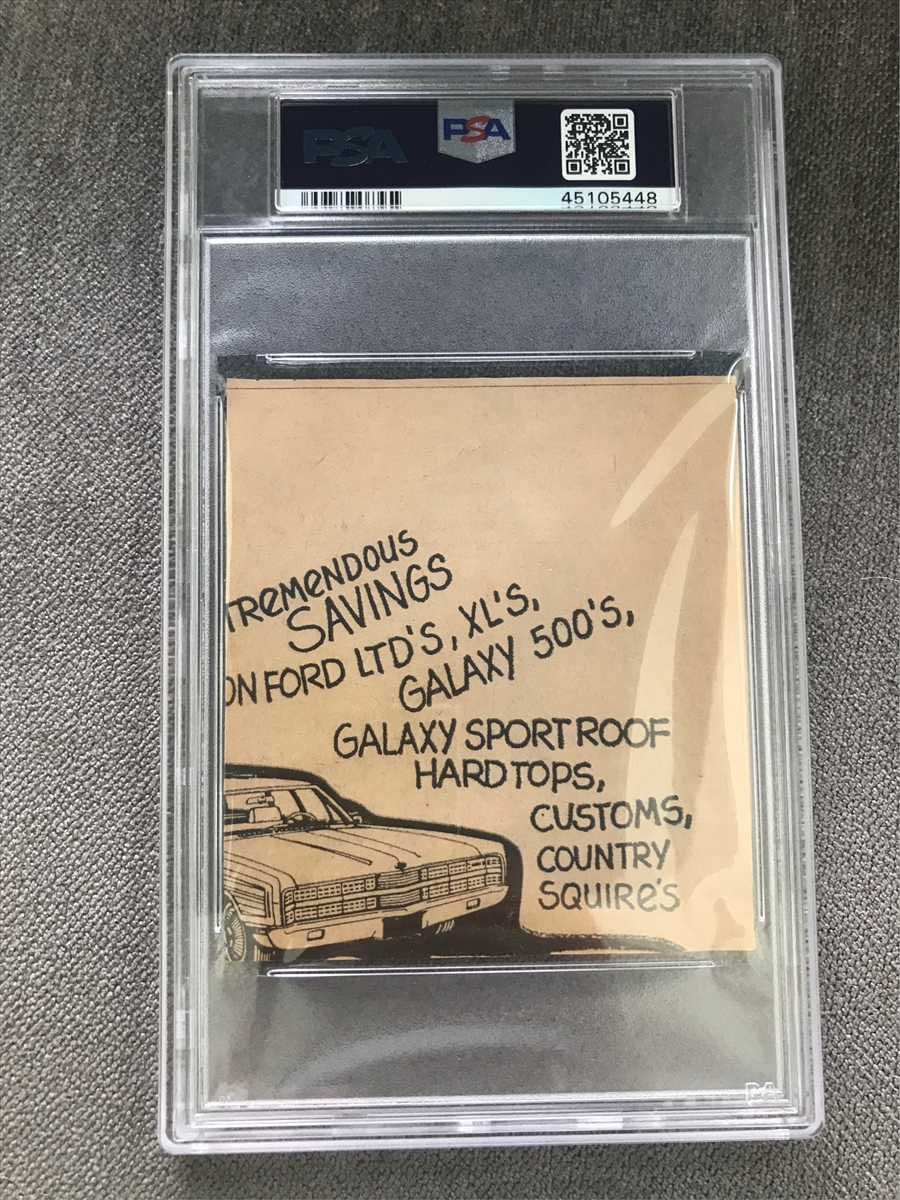 PSA
PSA
45105448
TREMENDOUS
SAVINGS
ON FORD LTD'S, XL'S,
GALAXY 500'S,
GALAXY SPORT ROOF
HARDTOPS,
CUSTOMS,
COUNTRY
SQUIRE'S